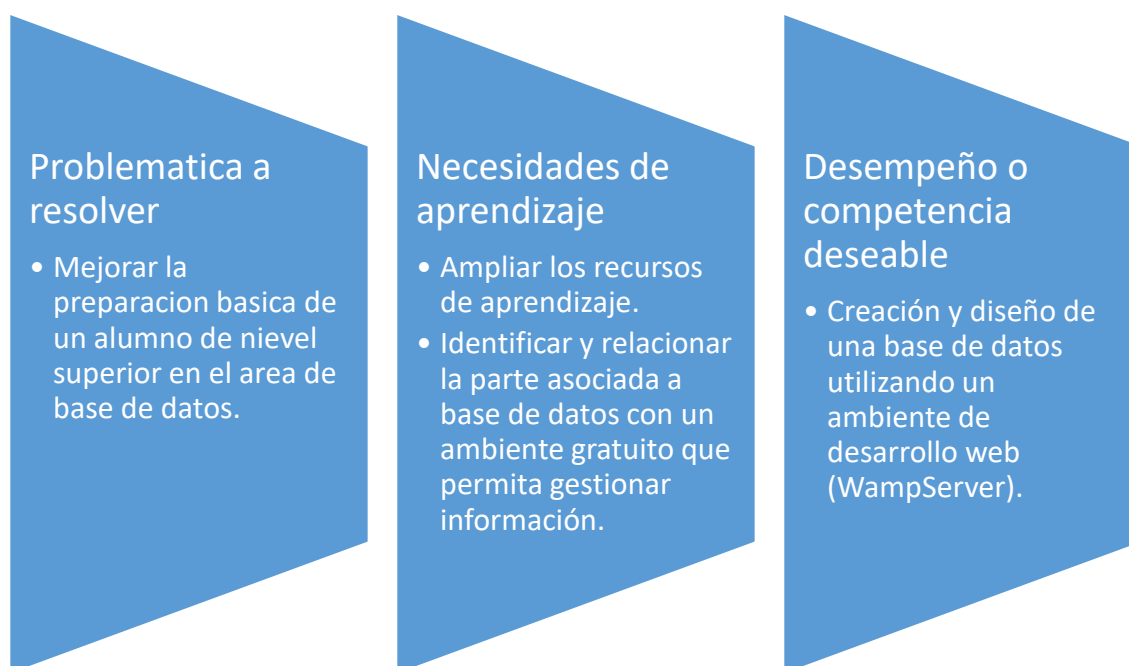 Problematica a
resolver
• Mejorar la
preparacion basica de
un alumno de nievel
superior en el area de
base de datos.
Necesidades de
aprendizaje
• Ampliar los recursos
de aprendizaje.
• Identificar y relacionar
la parte asociada a
base de datos con un
ambiente gratuito que
permita gestionar
información.
Desempeño o
competencia
deseable
• Creación y diseño de
una base de datos
utilizando un
ambiente de
desarrollo web
(WampServer).